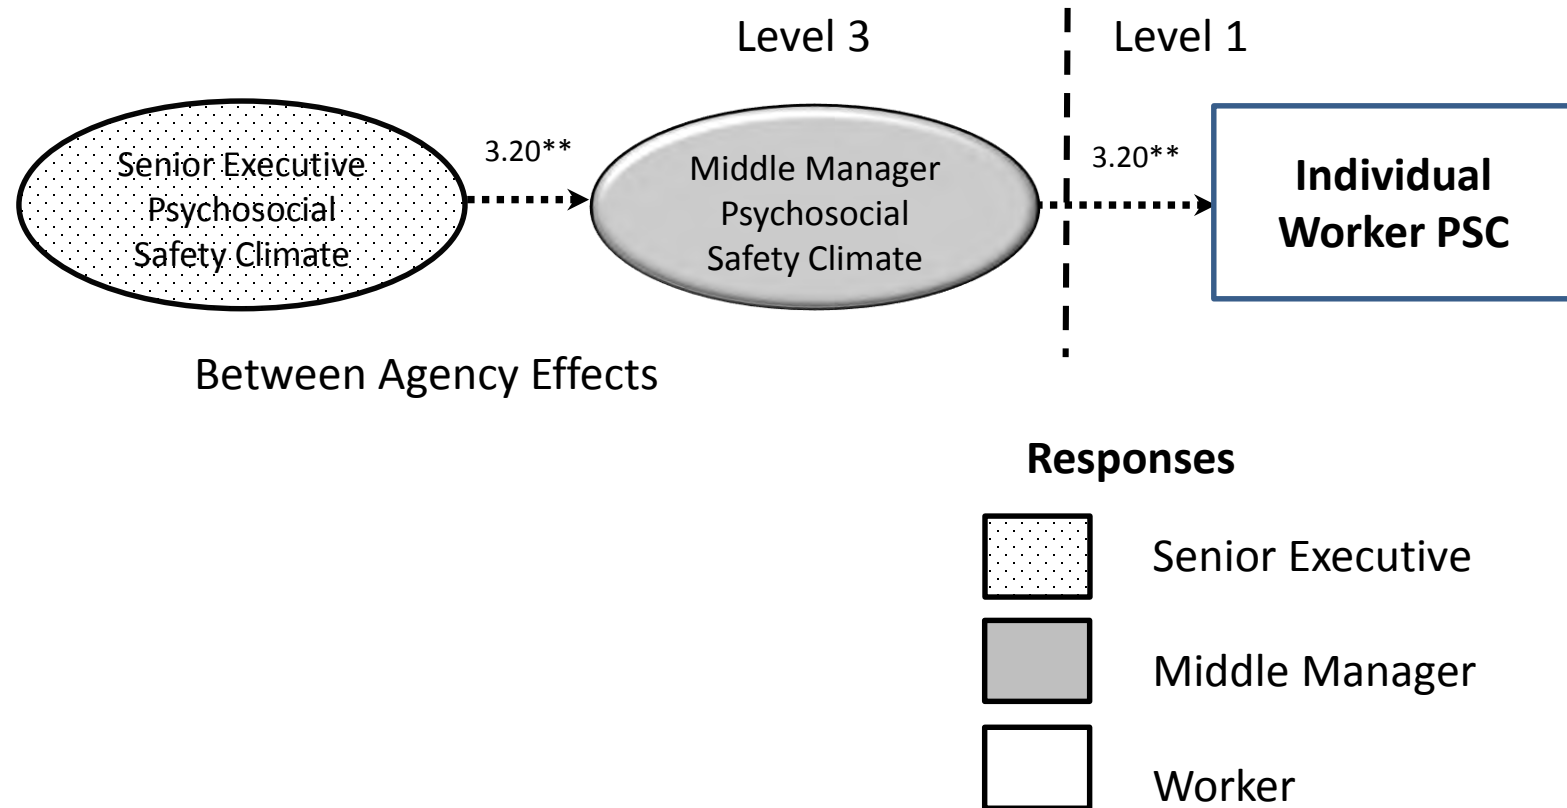 Level 3
Level 1
Senior Executive
Psychosocial
Safety Climate
3.20**
Middle Manager
Psychosocial
Safety Climate
3.20**
Individual
Worker PSC
Between Agency Effects
Responses
Senior Executive
Middle Manager
Worker